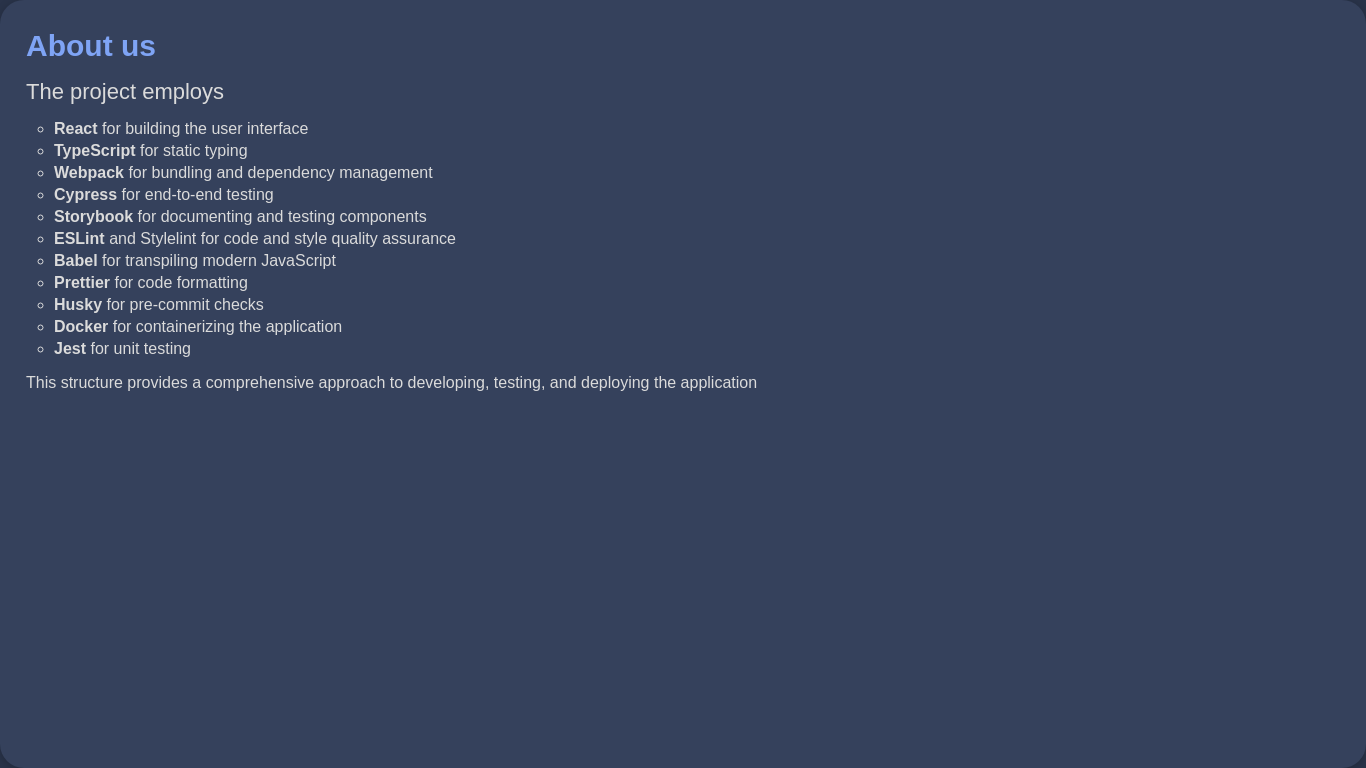 About us
The project employs
React for building the user interface
TypeScript for static typing
Webpack for bundling and dependency management
Cypress for end-to-end testing
Storybook for documenting and testing components
ESLint and Stylelint for code and style quality assurance
Babel for transpiling modern JavaScript
Prettier for code formatting
Husky for pre-commit checks
Docker for containerizing the application
Jest for unit testing
This structure provides a comprehensive approach to developing, testing, and deploying the application